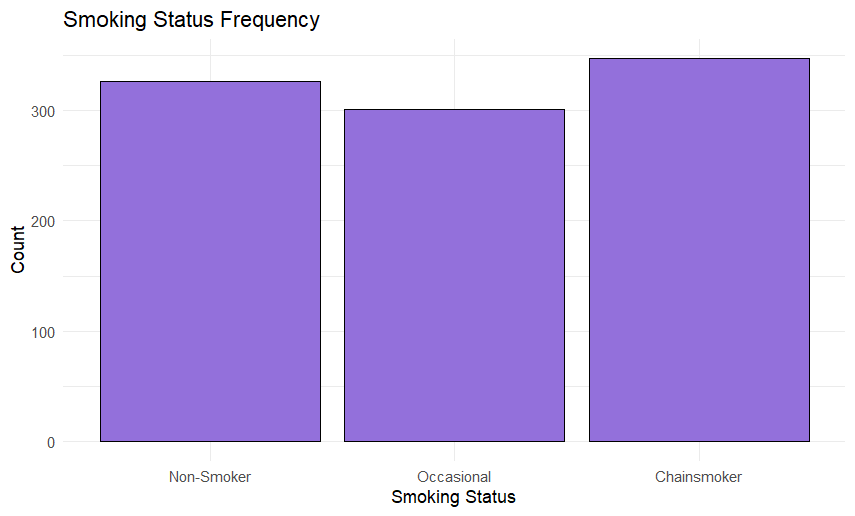 Smoking Status Frequency
Count
300
200
100
0
Non-Smoker Occasional Chainsmoker
Smoking Status